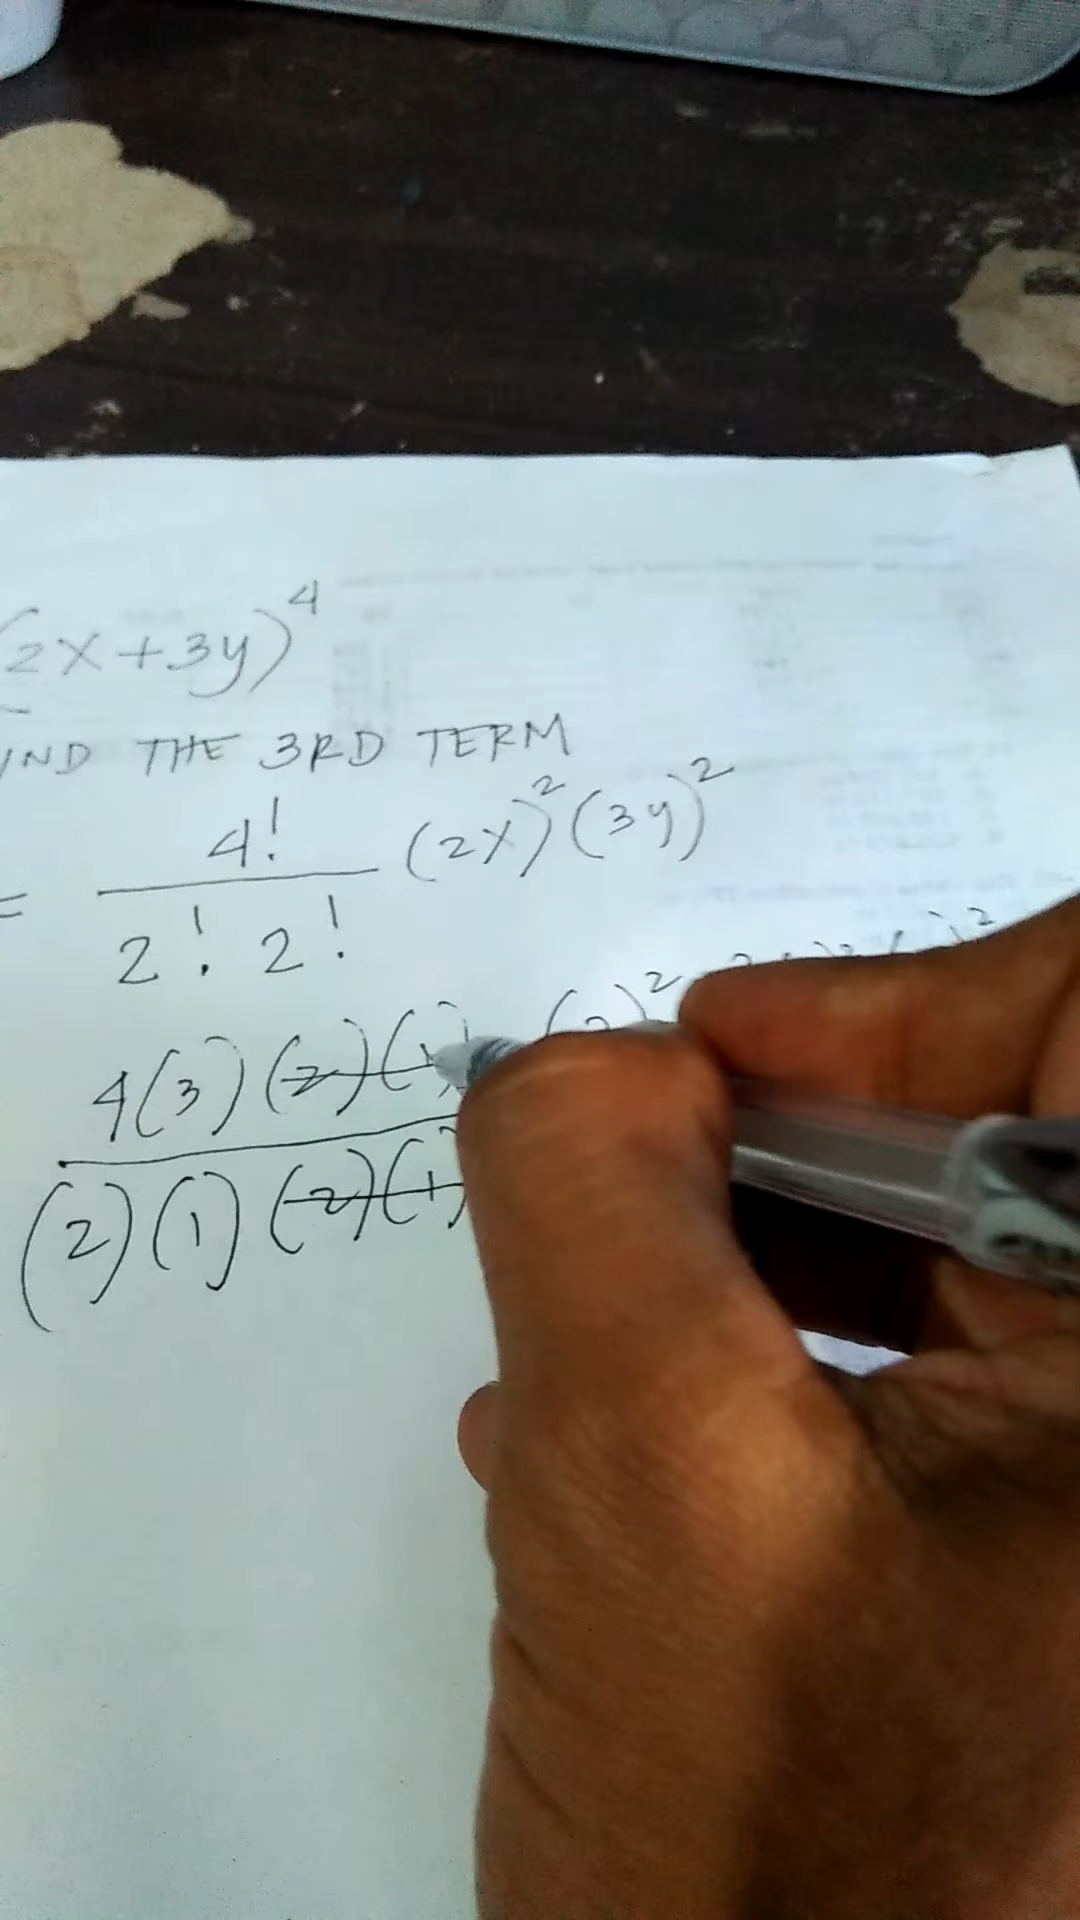 (2x+3y)^4
IND THE 3RD TERM
= 4! / 2! 2! (2x)^2 (3y)^2
4(3)(2)(1) / (2)(1)(2)(1)